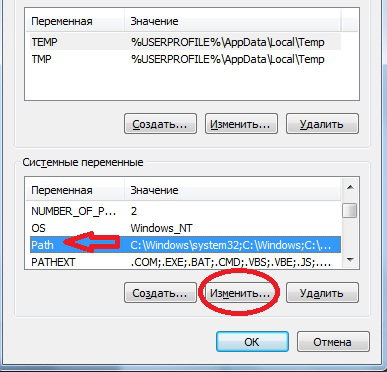 Переменная Значение
TEMP %USERPROFILE%\AppData\Local\Temp
TMP %USERPROFILE%\AppData\Local\Temp
Создать... Изменить... Удалить
Системные переменные
Переменная Значение
NUMBER_OF_P... 2
OS Windows_NT
Path C:\Windows\system32;C:\Windows;C:\...
PATHEXT .COM;.EXE;.BAT;.CMD;.VBS;.VBE;.JS;....
Создать... Изменить... Удалить
OK Отмена